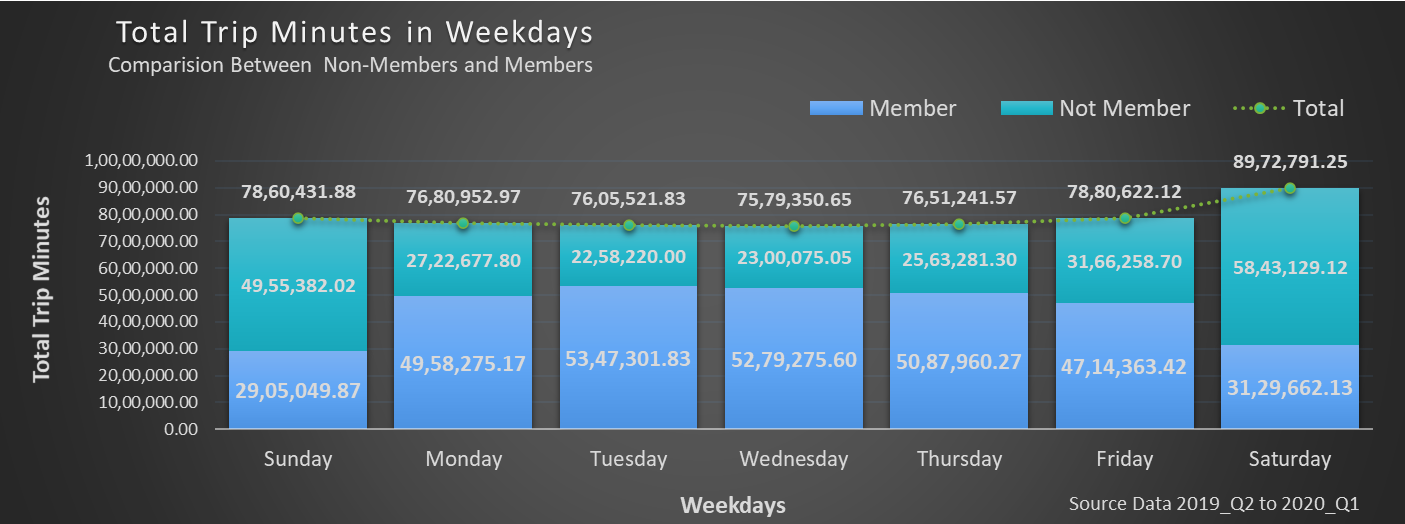 Total Trip Minutes in Weekdays
Comparision Between  Non-Members and Members
Member Not Member Total
Total Trip Minutes
1,00,00,000.00
90,00,000.00
80,00,000.00
70,00,000.00
60,00,000.00
50,00,000.00
40,00,000.00
30,00,000.00
20,00,000.00
10,00,000.00
0.00
78,60,431.88 76,80,952.97 76,05,521.83 75,79,350.65 76,51,241.57 78,80,622.12 89,72,791.25
49,55,382.02 27,22,677.80 22,58,220.00 23,00,075.05 25,63,281.30 31,66,258.70 58,43,129.12
29,05,049.87 49,58,275.17 53,47,301.83 52,79,275.60 50,87,960.27 47,14,363.42 31,29,662.13
Sunday Monday Tuesday Wednesday Thursday Friday Saturday
Weekdays
Source Data 2019_Q2 to 2020_Q1